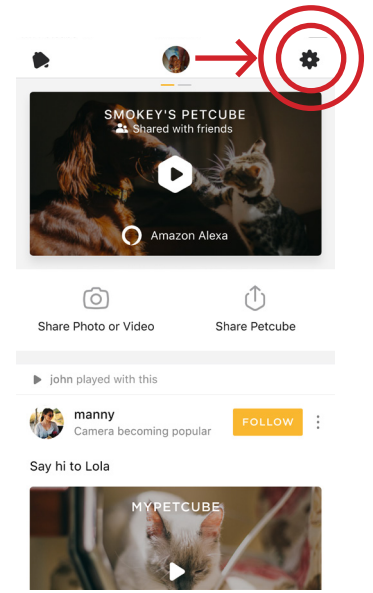 SMOKEY'S PETCUBE
Shared with friends
Amazon Alexa
Share Photo or Video
Share Petcube
john played with this
manny
Camera becoming popular
FOLLOW
Say hi to Lola
MYPETCUBE